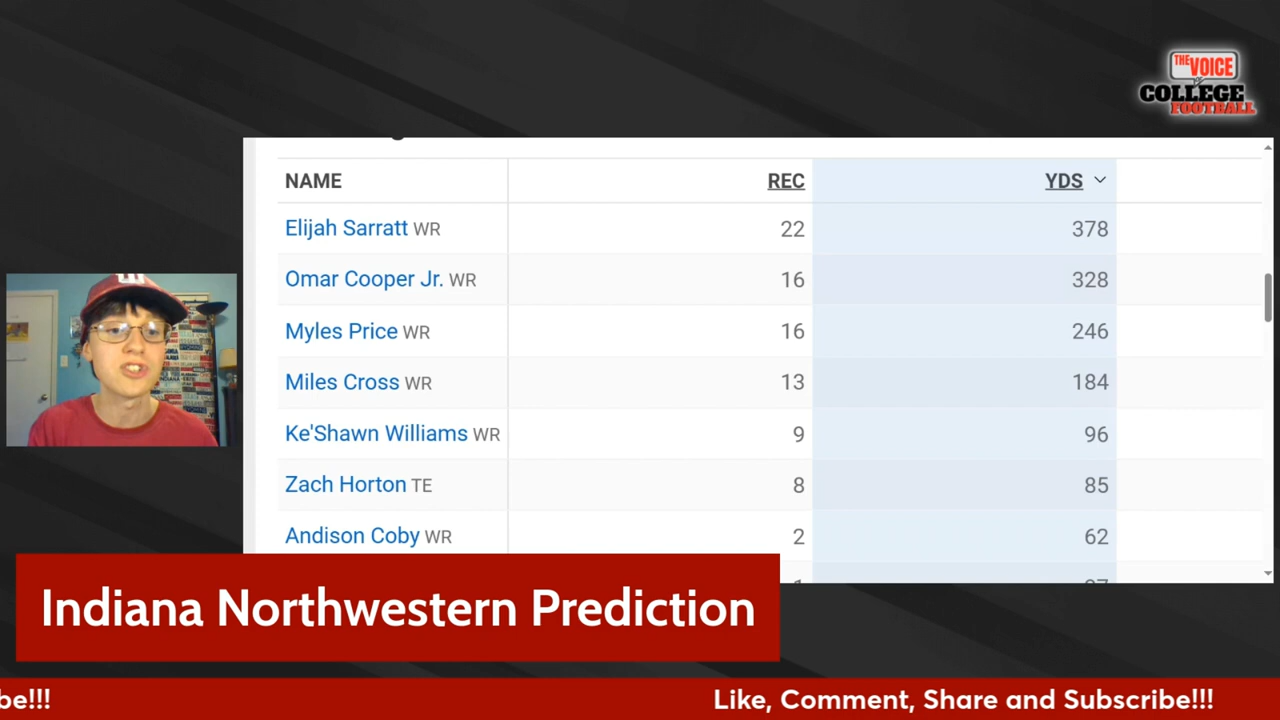 THE VOICE
OF
COLLEGE
FOOTBALL
NAME REC YDS
Elijah Sarratt WR 22 378
Omar Cooper Jr. WR 16 328
Myles Price WR 16 246
Miles Cross WR 13 184
Ke'Shawn Williams WR 9 96
Zach Horton TE 8 85
Andison Coby WR 2 62
Indiana Northwestern Prediction
be!!! Like, Comment, Share and Subscribe!!!